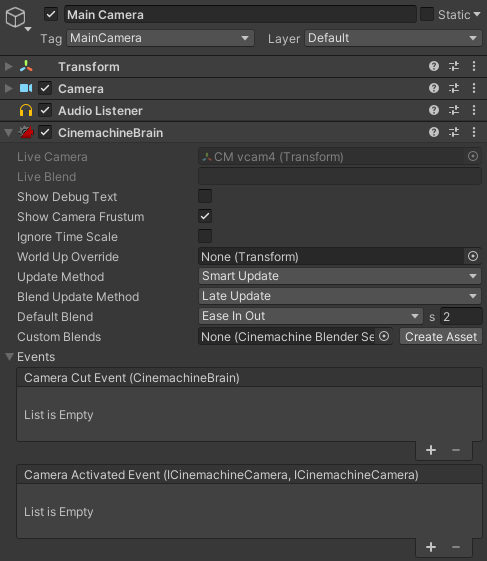 Main Camera
Static
Tag MainCamera Layer Default
Transform
Camera
Audio Listener
CinemachineBrain
Live Camera CM vcam4 (Transform)
Live Blend
Show Debug Text
Show Camera Frustum
Ignore Time Scale
World Up Override None (Transform)
Update Method Smart Update
Blend Update Method Late Update
Default Blend Ease In Out s 2
Custom Blends None (Cinemachine Blender Se Create Asset
Events
Camera Cut Event (CinemachineBrain)
List is Empty
Camera Activated Event (ICinemachineCamera, ICinemachineCamera)
List is Empty